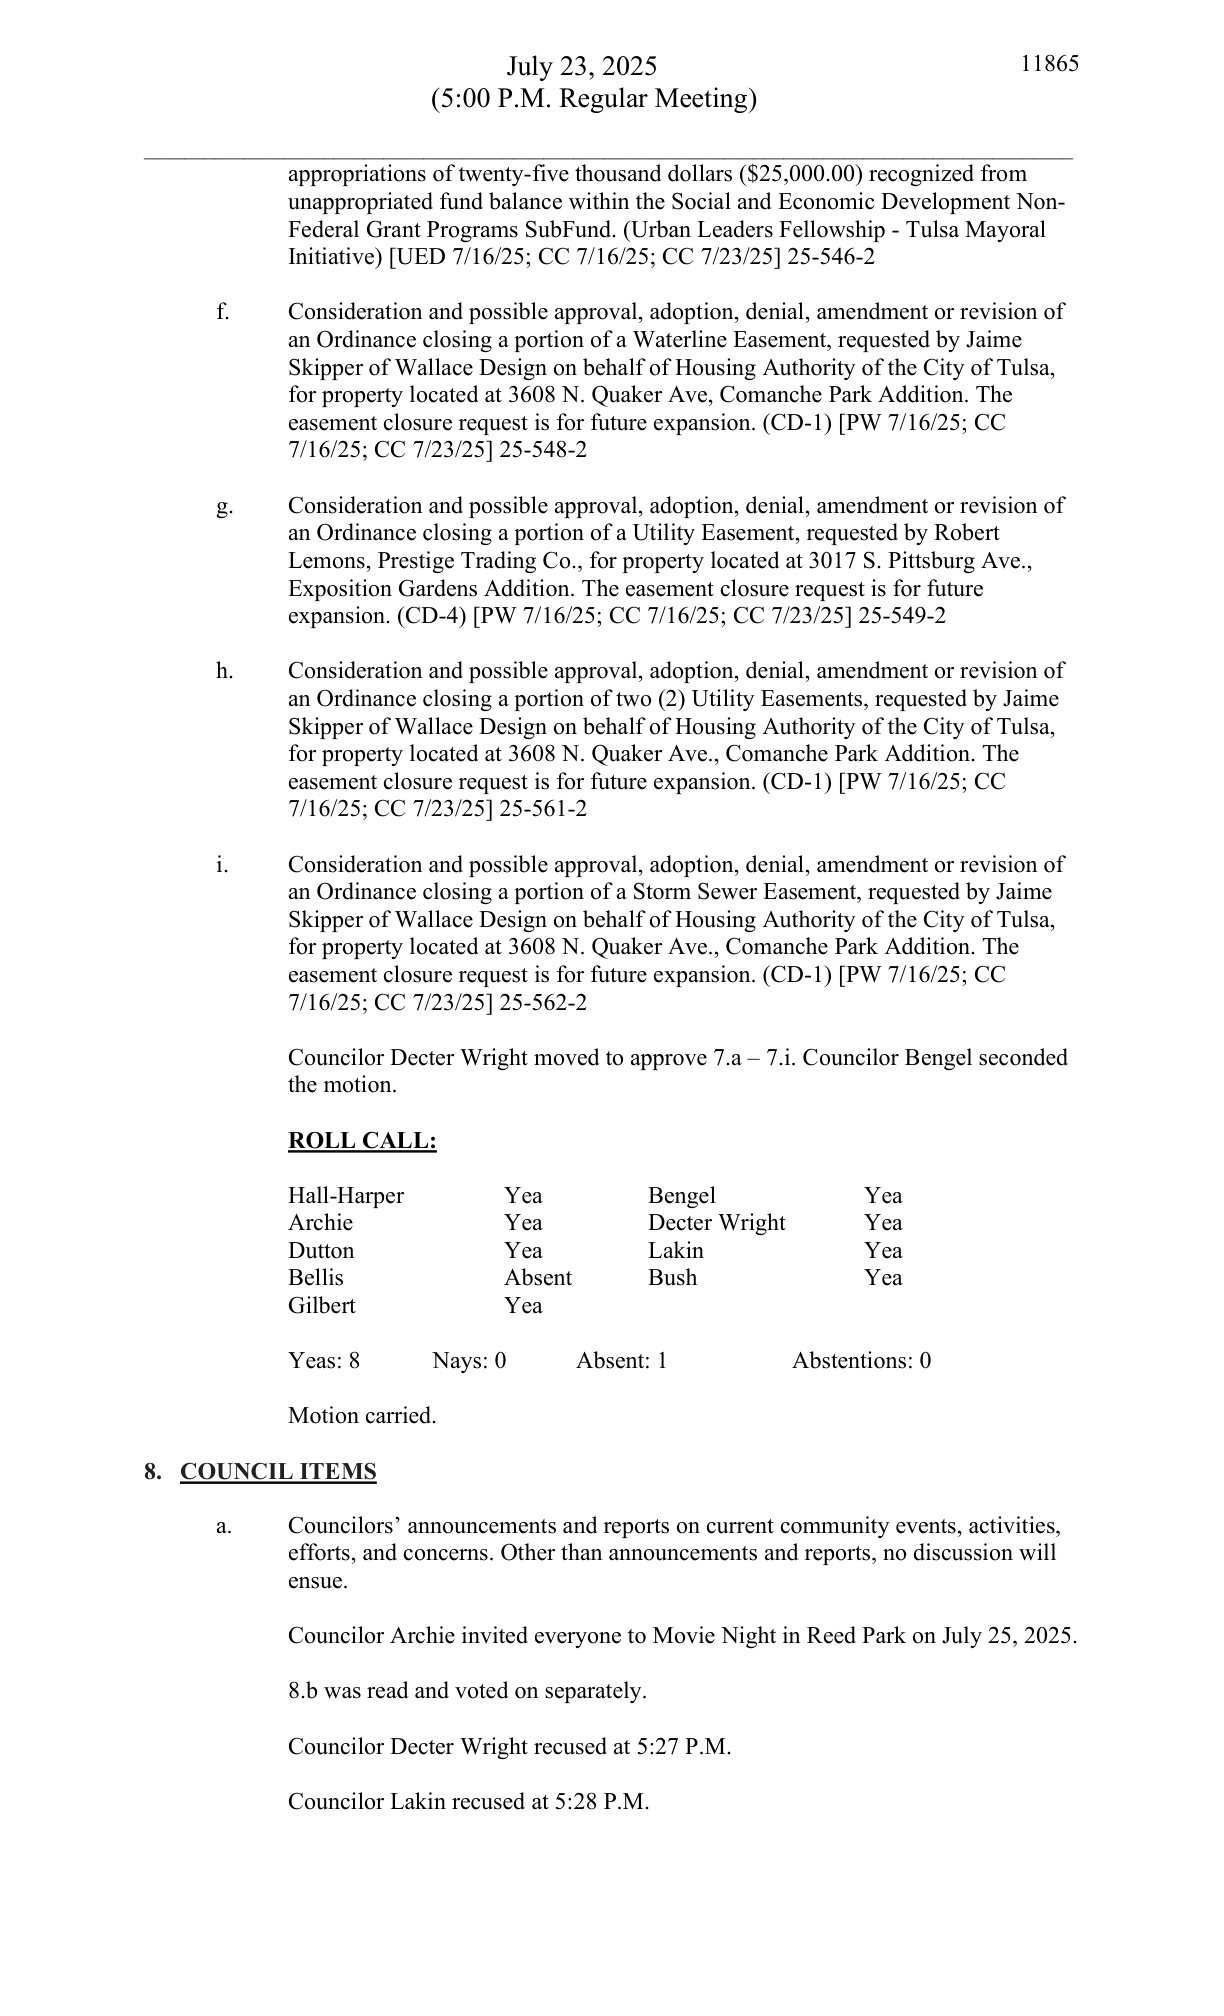 July 23, 2025
11865
(5:00 P.M. Regular Meeting)
appropriations of twenty-five thousand dollars ($25,000.00) recognized from
unappropriated fund balance within the Social and Economic Development Non-
Federal Grant Programs SubFund. (Urban Leaders Fellowship - Tulsa Mayoral
Initiative) [UED 7/16/25; CC 7/16/25; CC 7/23/25] 25-546-2
f. Consideration and possible approval, adoption, denial, amendment or revision of
an Ordinance closing a portion of a Waterline Easement, requested by Jaime
Skipper of Wallace Design on behalf of Housing Authority of the City of Tulsa,
for property located at 3608 N. Quaker Ave, Comanche Park Addition. The
easement closure request is for future expansion. (CD-1) [PW 7/16/25; CC
7/16/25; CC 7/23/25] 25-548-2
g. Consideration and possible approval, adoption, denial, amendment or revision of
an Ordinance closing a portion of a Utility Easement, requested by Robert
Lemons, Prestige Trading Co., for property located at 3017 S. Pittsburg Ave.,
Exposition Gardens Addition. The easement closure request is for future
expansion. (CD-4) [PW 7/16/25; CC 7/16/25; CC 7/23/25] 25-549-2
h. Consideration and possible approval, adoption, denial, amendment or revision of
an Ordinance closing a portion of two (2) Utility Easements, requested by Jaime
Skipper of Wallace Design on behalf of Housing Authority of the City of Tulsa,
for property located at 3608 N. Quaker Ave., Comanche Park Addition. The
easement closure request is for future expansion. (CD-1) [PW 7/16/25; CC
7/16/25; CC 7/23/25] 25-561-2
i. Consideration and possible approval, adoption, denial, amendment or revision of
an Ordinance closing a portion of a Storm Sewer Easement, requested by Jaime
Skipper of Wallace Design on behalf of Housing Authority of the City of Tulsa,
for property located at 3608 N. Quaker Ave., Comanche Park Addition. The
easement closure request is for future expansion. (CD-1) [PW 7/16/25; CC
7/16/25; CC 7/23/25] 25-562-2
Councilor Decter Wright moved to approve 7.a – 7.i. Councilor Bengel seconded
the motion.
ROLL CALL:
Hall-Harper Yea Bengel Yea
Archie Yea Decter Wright Yea
Dutton Yea Lakin Yea
Bellis Absent Bush Yea
Gilbert Yea
Yeas: 8 Nays: 0 Absent: 1 Abstentions: 0
Motion carried.
8. COUNCIL ITEMS
a. Councilors’ announcements and reports on current community events, activities,
efforts, and concerns. Other than announcements and reports, no discussion will
ensue.
Councilor Archie invited everyone to Movie Night in Reed Park on July 25, 2025.
8.b was read and voted on separately.
Councilor Decter Wright recused at 5:27 P.M.
Councilor Lakin recused at 5:28 P.M.